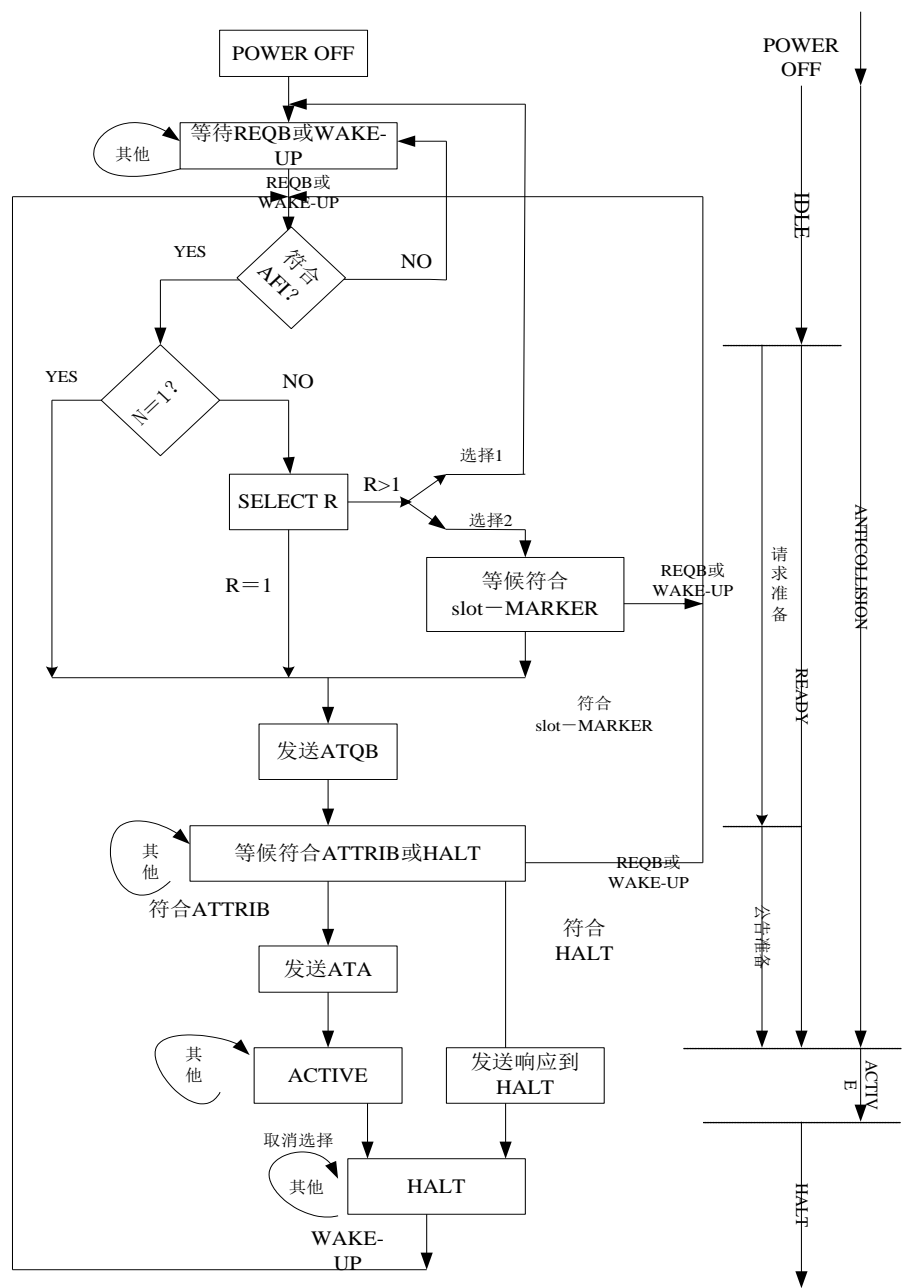 POWER OFF
POWER
OFF
等待REQB或WAKE-
UP
其他
REQB或
WAKE-UP
IDLE
YES
符合
AFI?
NO
YES
N＝1?
NO
选择1
SELECT R
R>1
选择2
ANTICOLLISION
R＝1
等候符合
slot－MARKER
REQB或
WAKE-UP
请求准备
READY
符合
slot－MARKER
发送ATQB
其他
等候符合ATTRIB或HALT
REQB或
WAKE-UP
符合ATTRIB
符合
HALT
公告准备
发送ATA
其他
ACTIVE
发送响应到
HALT
ACTIV
E
取消选择
其他
HALT
HALT
WAKE-
UP